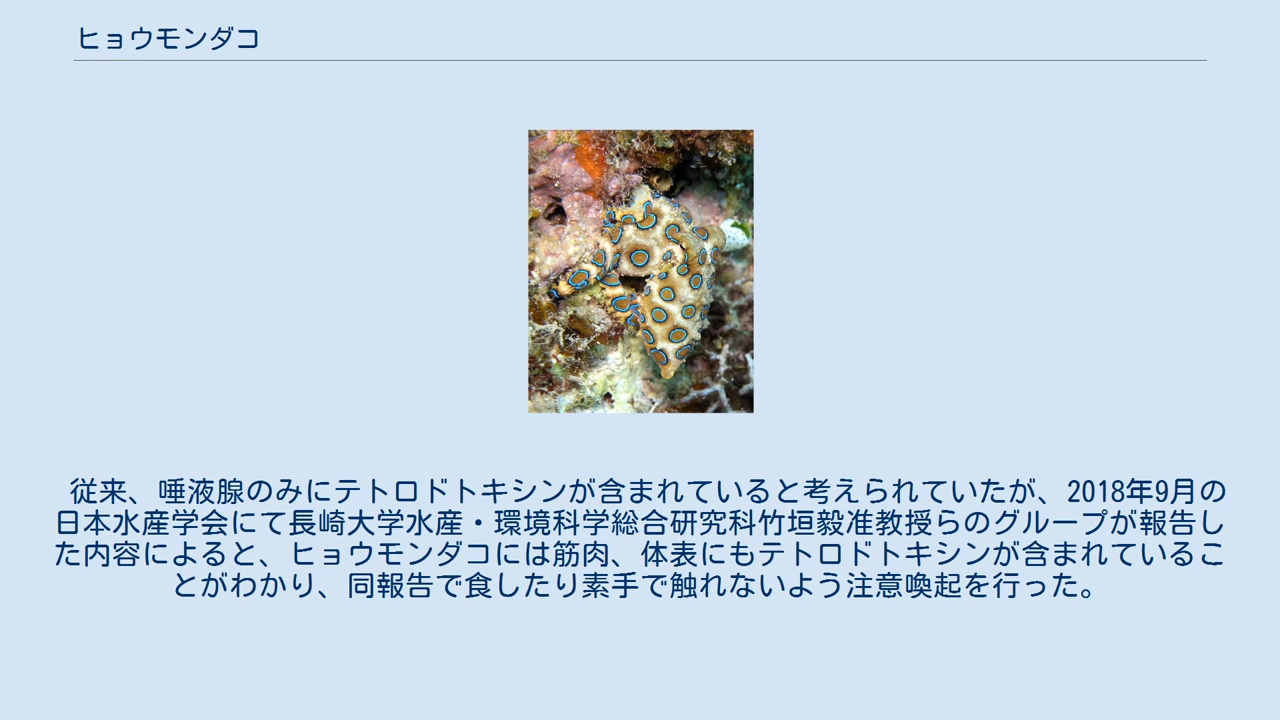 ヒョウモンダコ
従来、唾液腺のみにテトロドトキシンが含まれていると考えられていたが、2018年9月の
日本水産学会にて長崎大学水産・環境科学総合研究科竹垣毅准教授らのグループが報告し
た内容によると、ヒョウモンダコには筋肉、体表にもテトロドトキシンが含まれているこ
とがわかり、同報告で食したり素手で触れないよう注意喚起を行った。